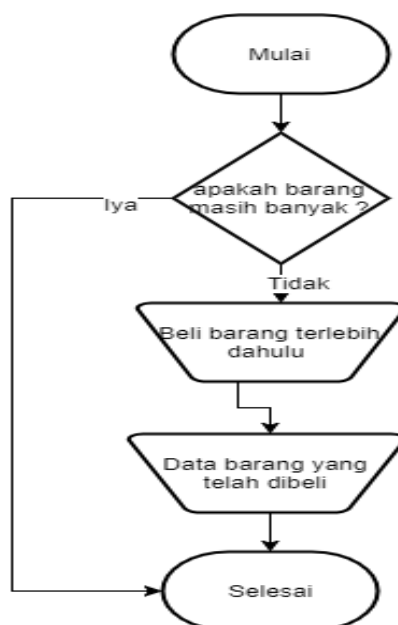 Mulai
apakah barang
masih banyak ?
Iya
Tidak
Beli barang terlebih
dahulu
Data barang yang
telah dibeli
Selesai